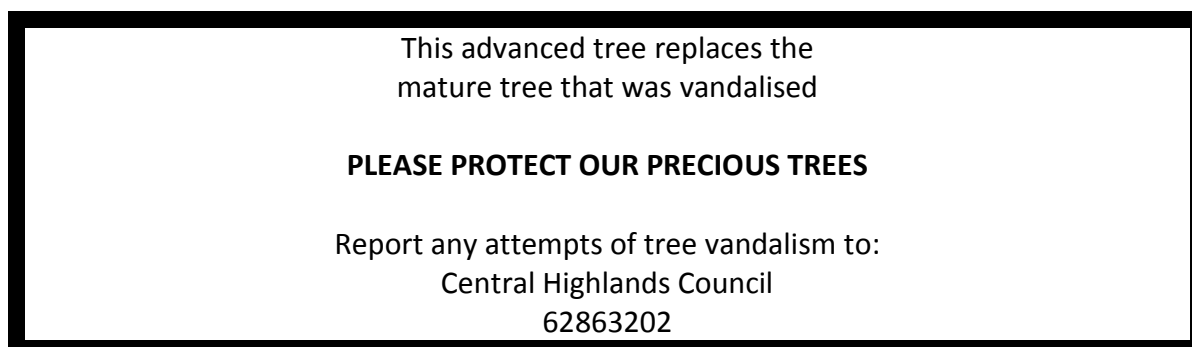 This advanced tree replaces the
mature tree that was vandalised
PLEASE PROTECT OUR PRECIOUS TREES
Report any attempts of tree vandalism to:
Central Highlands Council
62863202